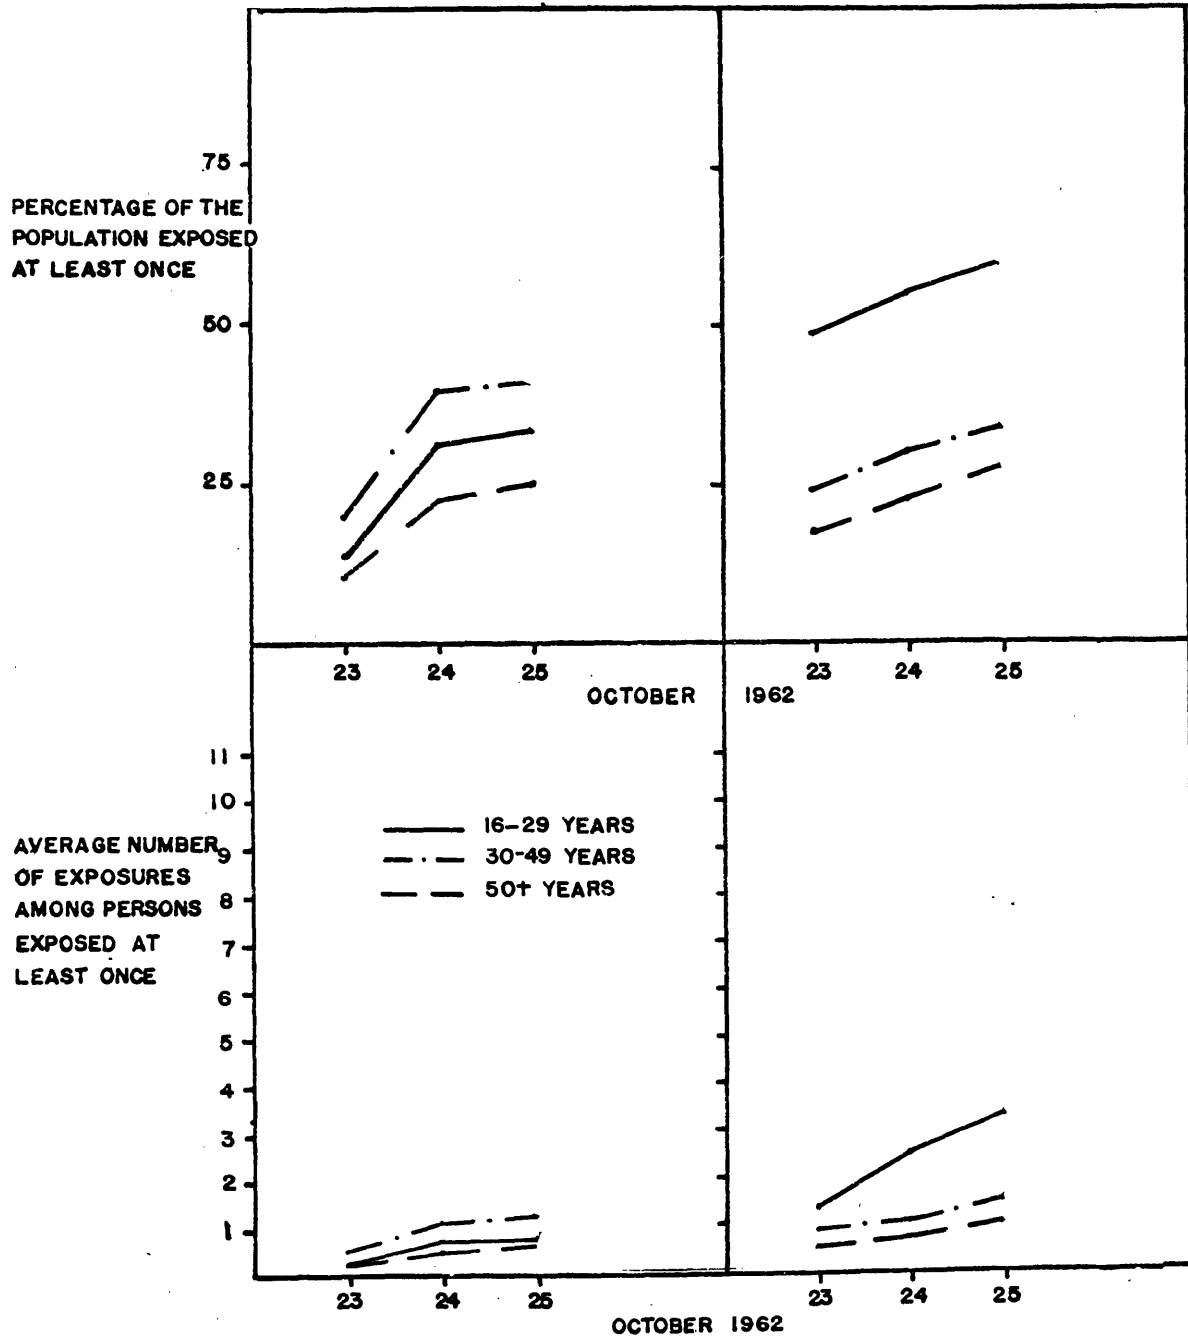 75
PERCENTAGE OF THE
POPULATION EXPOSED
AT LEAST ONCE
50
25
23 24 25 23 24 25
OCTOBER 1962
11
10
16-29 YEARS
AVERAGE NUMBER
9
30-49 YEARS
OF EXPOSURES
50+ YEARS
AMONG PERSONS
8
EXPOSED AT
7
LEAST ONCE
6
5
4
3
2
1
23 24 25 23 24 25
OCTOBER 1962